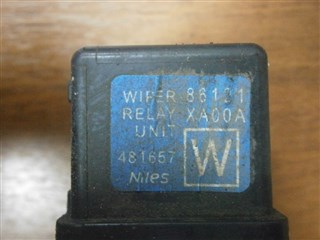 WIPER 86111
RELAY XA00A
UNIT
481657 W
Niles